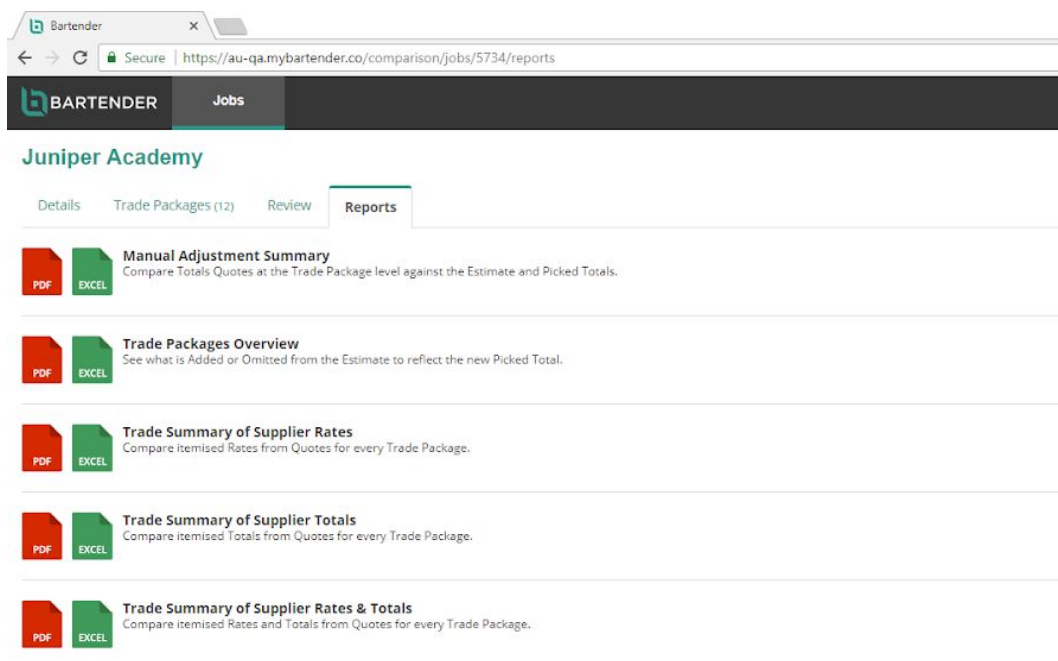 Bartender
Secure | https://au-qa.mybartender.co/comparison/jobs/5734/reports
BARTENDER Jobs
Juniper Academy
Details Trade Packages (12) Review Reports
Manual Adjustment Summary
Compare Totals Quotes at the Trade Package level against the Estimate and Picked Totals.
PDF EXCEL
Trade Packages Overview
See what is Added or Omitted from the Estimate to reflect the new Picked Total.
PDF EXCEL
Trade Summary of Supplier Rates
Compare itemised Rates from Quotes for every Trade Package.
PDF EXCEL
Trade Summary of Supplier Totals
Compare itemised Totals from Quotes for every Trade Package.
PDF EXCEL
Trade Summary of Supplier Rates & Totals
Compare itemised Rates and Totals from Quotes for every Trade Package.
PDF EXCEL